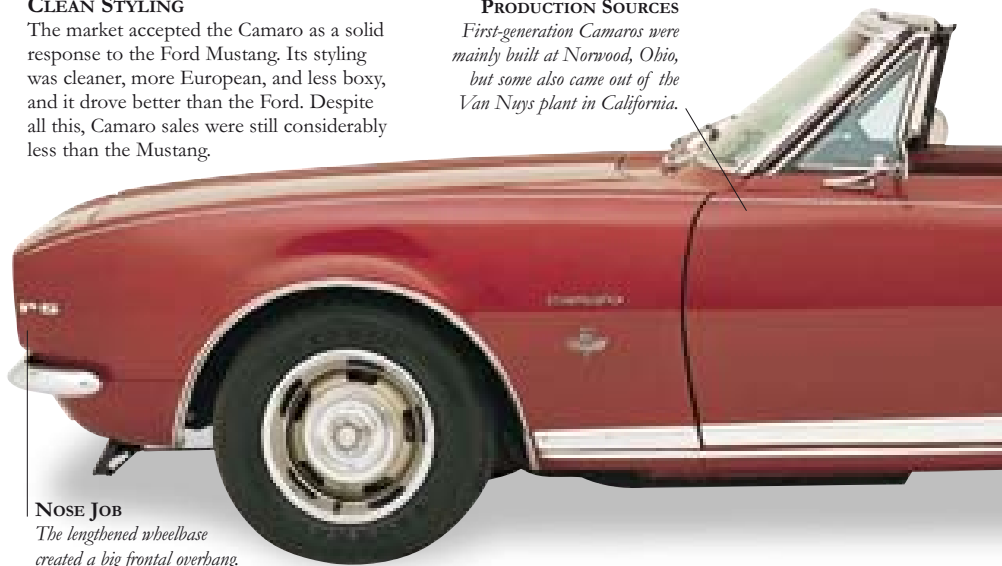 CLEAN STYLING
The market accepted the Camaro as a solid
response to the Ford Mustang. Its styling
was cleaner, more European, and less boxy,
and it drove better than the Ford. Despite
all this, Camaro sales were still considerably
less than the Mustang.
PRODUCTION SOURCES
First-generation Camaros were
mainly built at Norwood, Ohio,
but some also came out of the
Van Nuys plant in California.
NOSE JOB
The lengthened wheelbase
created a big frontal overhang.